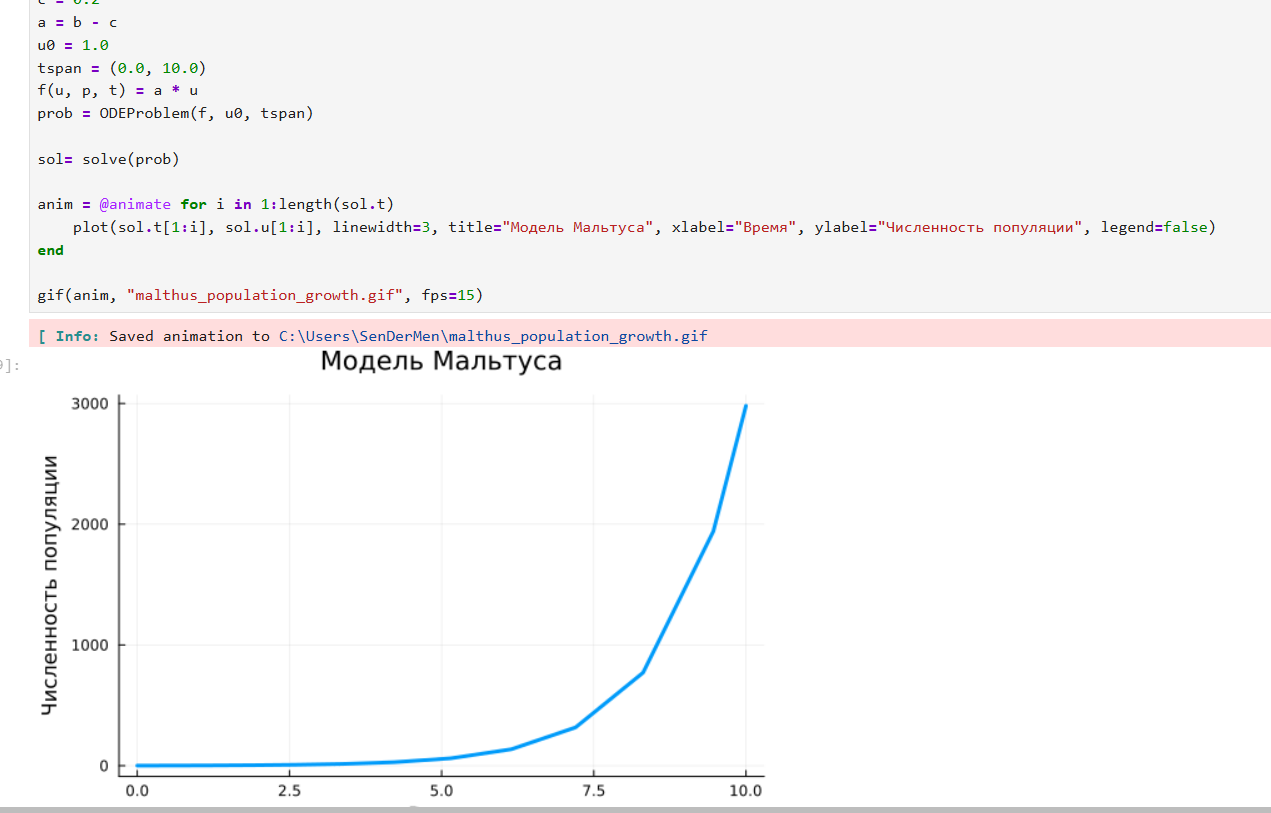 c = 0.2
a = b - c
u0 = 1.0
tspan = (0.0, 10.0)
f(u, p, t) = a * u
prob = ODEProblem(f, u0, tspan)
sol= solve(prob)
anim = @animate for i in 1:length(sol.t)
plot(sol.t[1:i], sol.u[1:i], linewidth=3, title="Модель Мальтуса", xlabel="Время", ylabel="Численность популяции", legend=false)
end
gif(anim, "malthus_population_growth.gif", fps=15)
[ Info: Saved animation to C:\Users\SenDerMen\malthus_population_growth.gif
]:
Модель Мальтуса
Численность популяции
3000
2000
1000
0
0.0 2.5 5.0 7.5 10.0